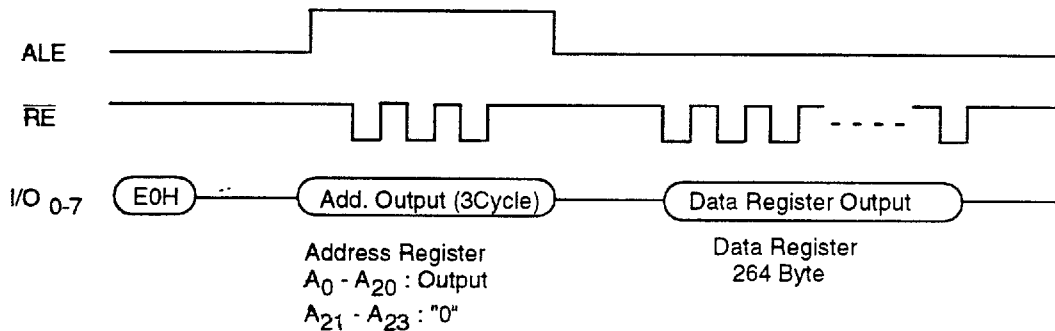 ALE
RE
I/O 0-7 E0H Add. Output (3Cycle) Data Register Output
Address Register
A0 - A20 : Output
A21 - A23 : "0"
Data Register
264 Byte